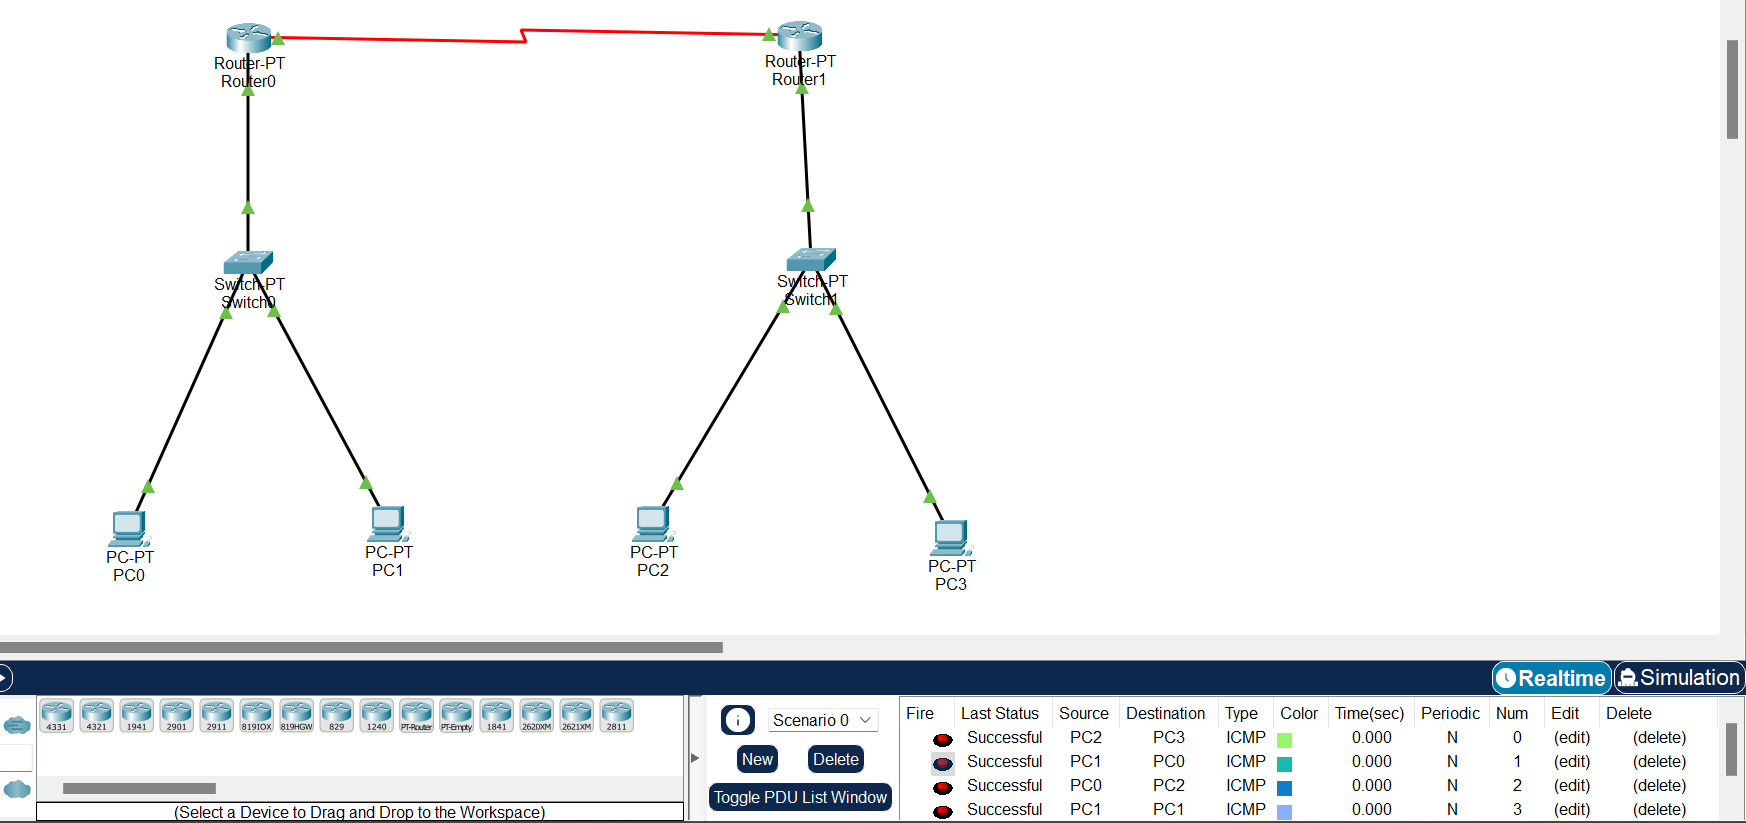 Router-PT
Router0
Router-PT
Router1
Switch-PT
Switch0
Switch-PT
Switch1
PC-PT
PC0
PC-PT
PC1
PC-PT
PC2
PC-PT
PC3
Realtime
Simulation
4331 4321 1941 2901 2911 819IOX 819HGW 829 1240 PT-Router PT-Empty 1841 2620XM 2621XM 2811
(Select a Device to Drag and Drop to the Workspace)
Scenario 0
New Delete
Toggle PDU List Window
Fire Last Status Source Destination Type Color Time(sec) Periodic Num Edit Delete
Successful PC2 PC3 ICMP 0.000 N 0 (edit) (delete)
Successful PC1 PC0 ICMP 0.000 N 1 (edit) (delete)
Successful PC0 PC2 ICMP 0.000 N 2 (edit) (delete)
Successful PC1 PC1 ICMP 0.000 N 3 (edit) (delete)